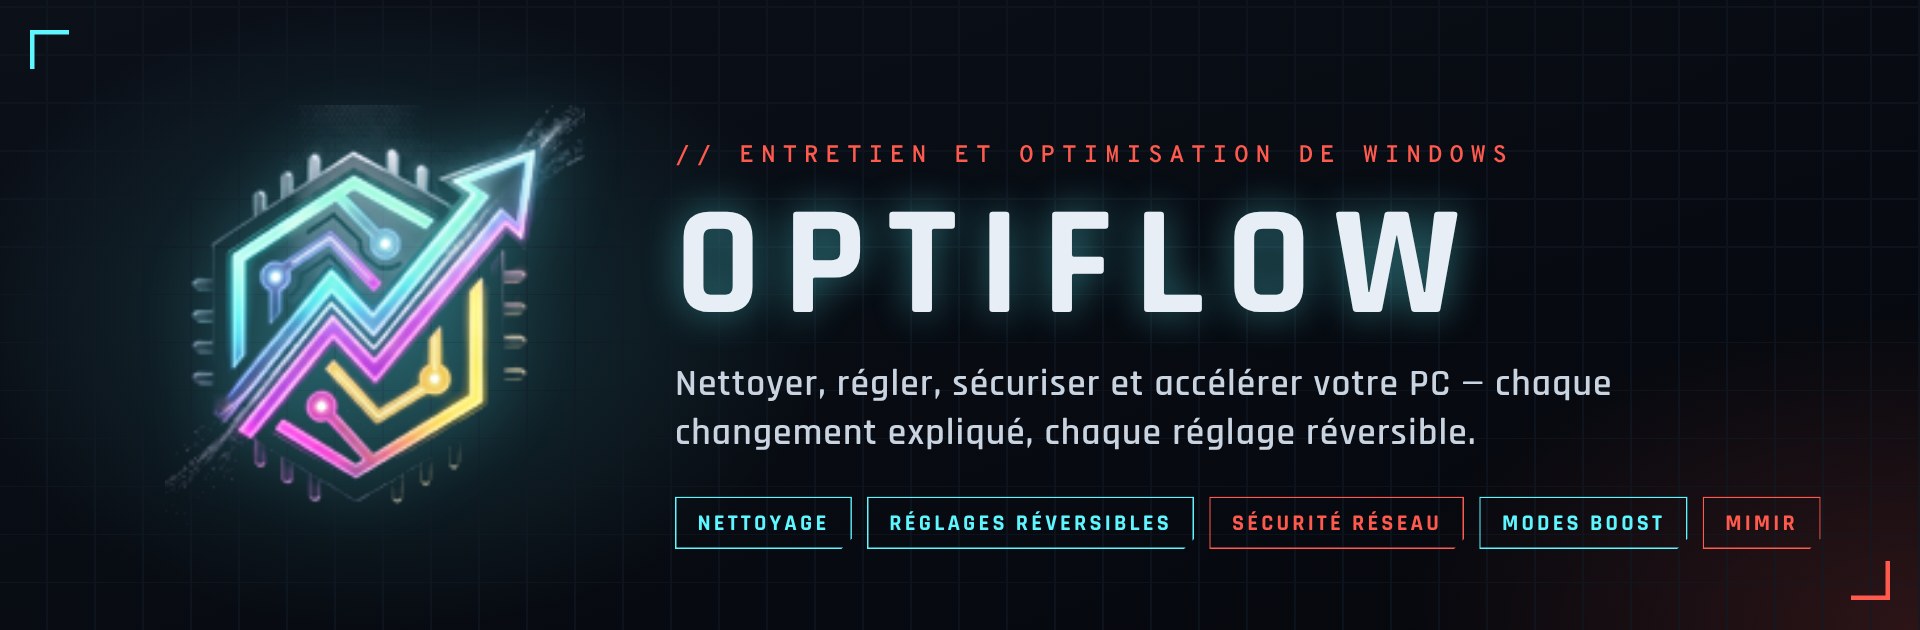 // ENTRETIEN ET OPTIMISATION DE WINDOWS
OPTIFLOW
Nettoyer, régler, sécuriser et accélérer votre PC — chaque
changement expliqué, chaque réglage réversible.
NETTOYAGE RÉGLAGES RÉVERSIBLES SÉCURITÉ RÉSEAU MODES BOOST MIMIR